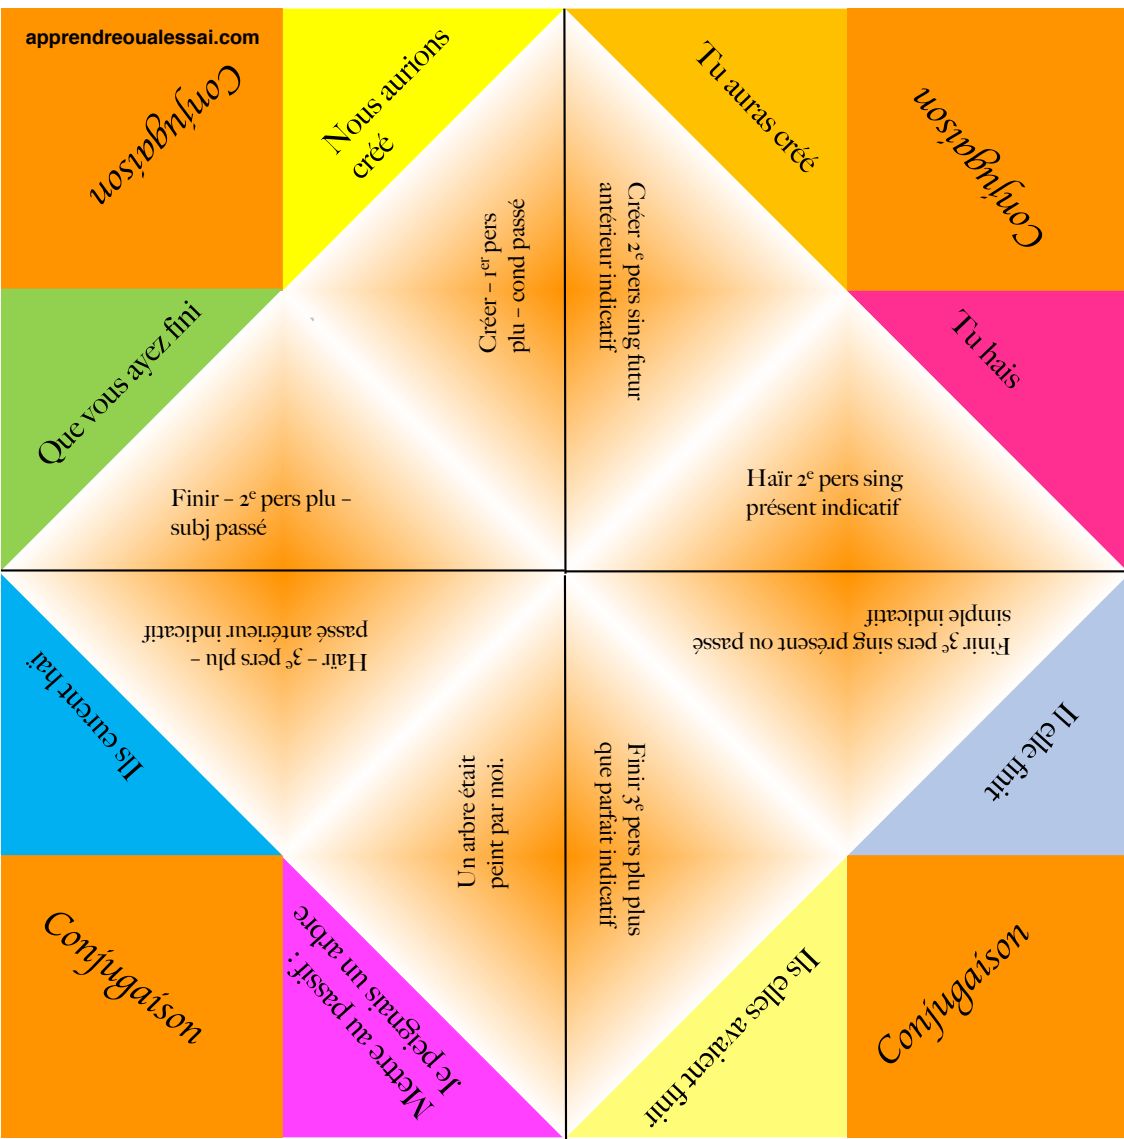 apprendreoualessai.com
Conjugaison
Nous aurions
créé
Tu auras créé
Conjugaison
Créer – 1er pers
plu – cond passé
Créer 2e pers sing futur
antérieur indicatif
Que vous ayez fini
Tu hais
Finir – 2e pers plu –
subj passé
Haïr 2e pers sing
présent indicatif
Haïr – 3e pers plu –
passé antérieur indicatif
Finir 3e pers sing présent ou passé
simple indicatif
Ils eurent haï
Il elle finit
Un arbre était
peint par moi.
Finir 3e pers plu plus
que parfait indicatif
Conjugaison
Mettre au passif :
Je peignais un arbre
Ils elles avaient finir
Conjugaison